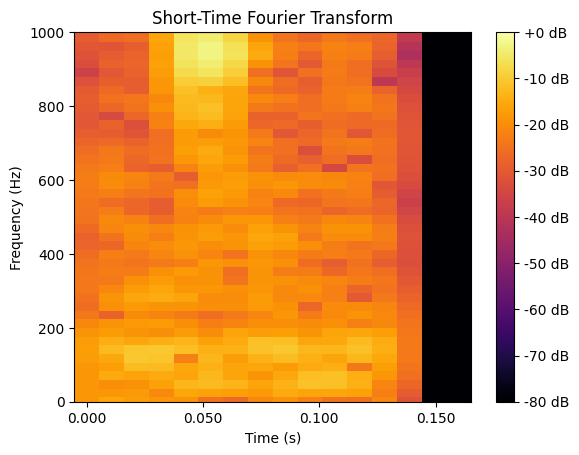 Short-Time Fourier Transform
1000
800
600
400
200
0
Frequency (Hz)
0.000
0.050
0.100
0.150
Time (s)
+0 dB
-10 dB
-20 dB
-30 dB
-40 dB
-50 dB
-60 dB
-70 dB
-80 dB